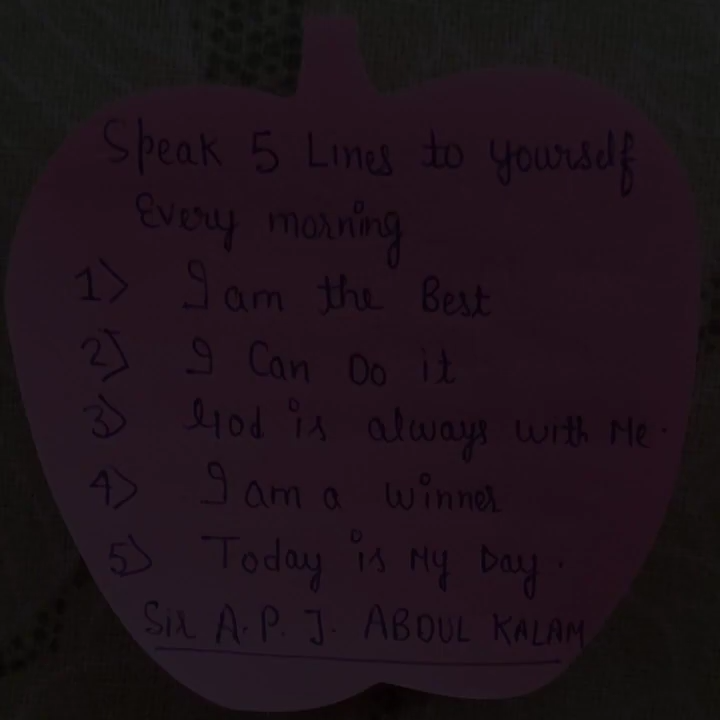 Speak 5 Lines to yourself
Every morning
1) I am the Best
2) I Can Do it
3) God is always with Me.
4) I am a winner
5) Today is My Day.
Sir A. P. J. ABDUL KALAM